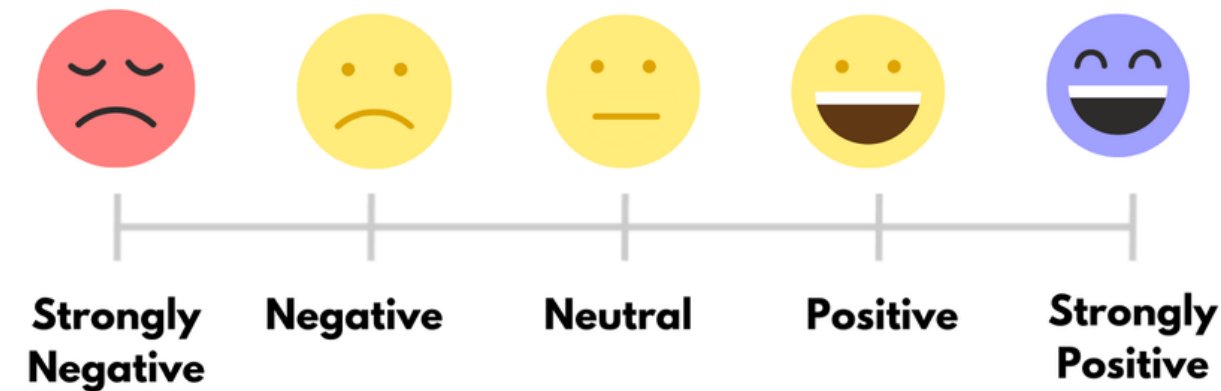 Strongly
Negative
Negative
Neutral
Positive
Strongly
Positive